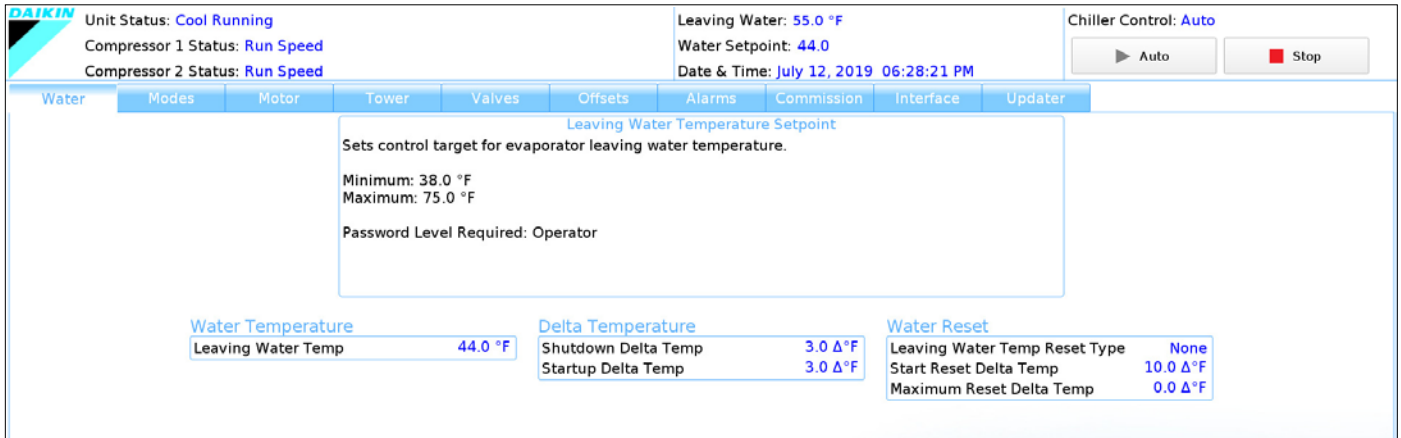 DAIKIN
Unit Status: Cool Running
Compressor 1 Status: Run Speed
Compressor 2 Status: Run Speed
Leaving Water: 55.0 °F
Water Setpoint: 44.0
Date & Time: July 12, 2019 06:28:21 PM
Chiller Control: Auto
Auto Stop
Water Modes Motor Tower Valves Offsets Alarms Commission Interface Updater
Leaving Water Temperature Setpoint
Sets control target for evaporator leaving water temperature.
Minimum: 38.0 °F
Maximum: 75.0 °F
Password Level Required: Operator
Water Temperature
Leaving Water Temp 44.0 °F
Delta Temperature
Shutdown Delta Temp 3.0 Δ°F
Startup Delta Temp 3.0 Δ°F
Water Reset
Leaving Water Temp Reset Type None
Start Reset Delta Temp 10.0 Δ°F
Maximum Reset Delta Temp 0.0 Δ°F